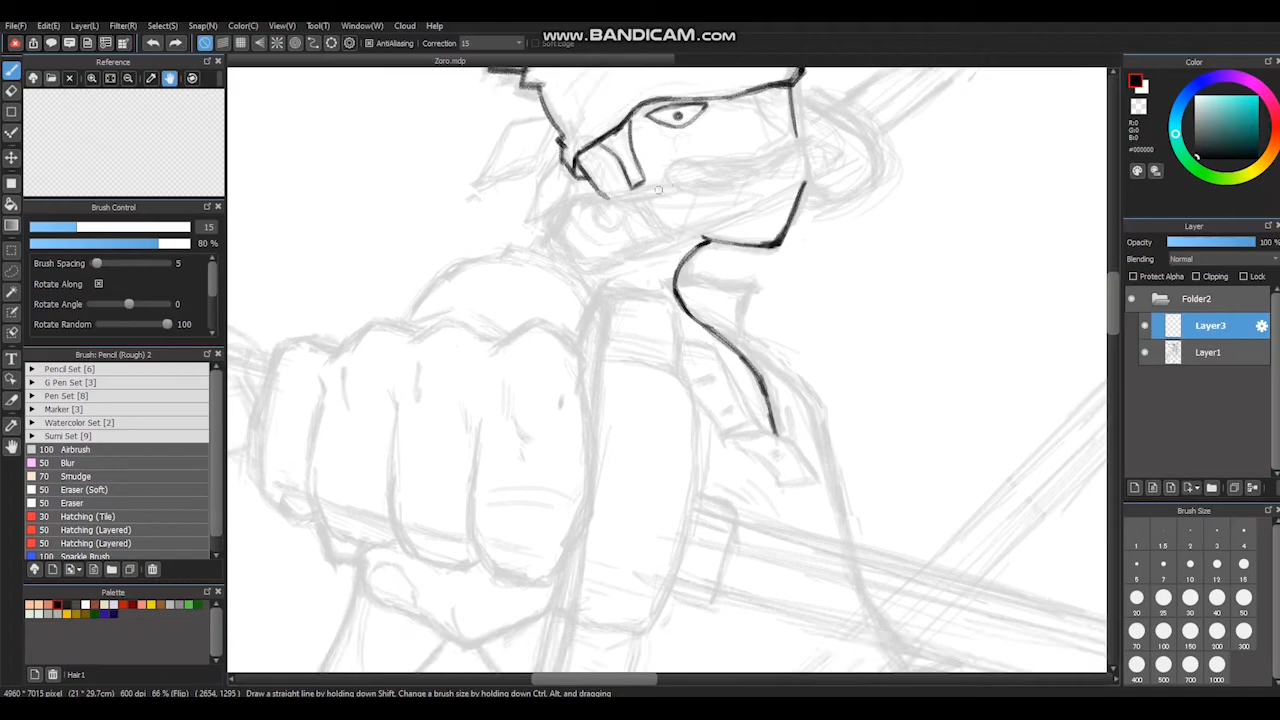 File(F) Edit(E) Layer(L) Filter(R) Select(S) Snap(N) Color(C) View(V) Tool(T) Window(W) Cloud Help
www.BANDICAM.com
AntiAliasing Correction 15 Soft Edge
Reference
Zoro.mdp
Color
R:0
G:0
B:0
#000000
Brush Control
15
80 %
Brush Spacing 5
Rotate Along
Rotate Angle 0
Rotate Random 100
Brush: Pencil (Rough) 2
Pencil Set [6]
G Pen Set [3]
Pen Set [8]
Marker [3]
Watercolor Set [2]
Sumi Set [9]
100 Airbrush
50 Blur
70 Smudge
50 Eraser (Soft)
50 Eraser
30 Hatching (Tile)
50 Hatching (Layered)
50 Hatching (Layered)
100 Sparkle Brush
Palette
Hair1
Layer
Opacity 100 %
Blending Normal
Protect Alpha Clipping Lock
Folder2
Layer3
Layer1
Brush Size
1 1.5 2 3 4
5 7 10 12 15
20 25 30 40 50
70 100 150 200 300
400 500 700 1000
4960 * 7015 pixel (21 * 29.7cm) 600 dpi 66 % (Flip) ( 2654, 1295) Draw a straight line by holding down Shift. Change a brush size by holding down Ctrl, Alt, and dragging